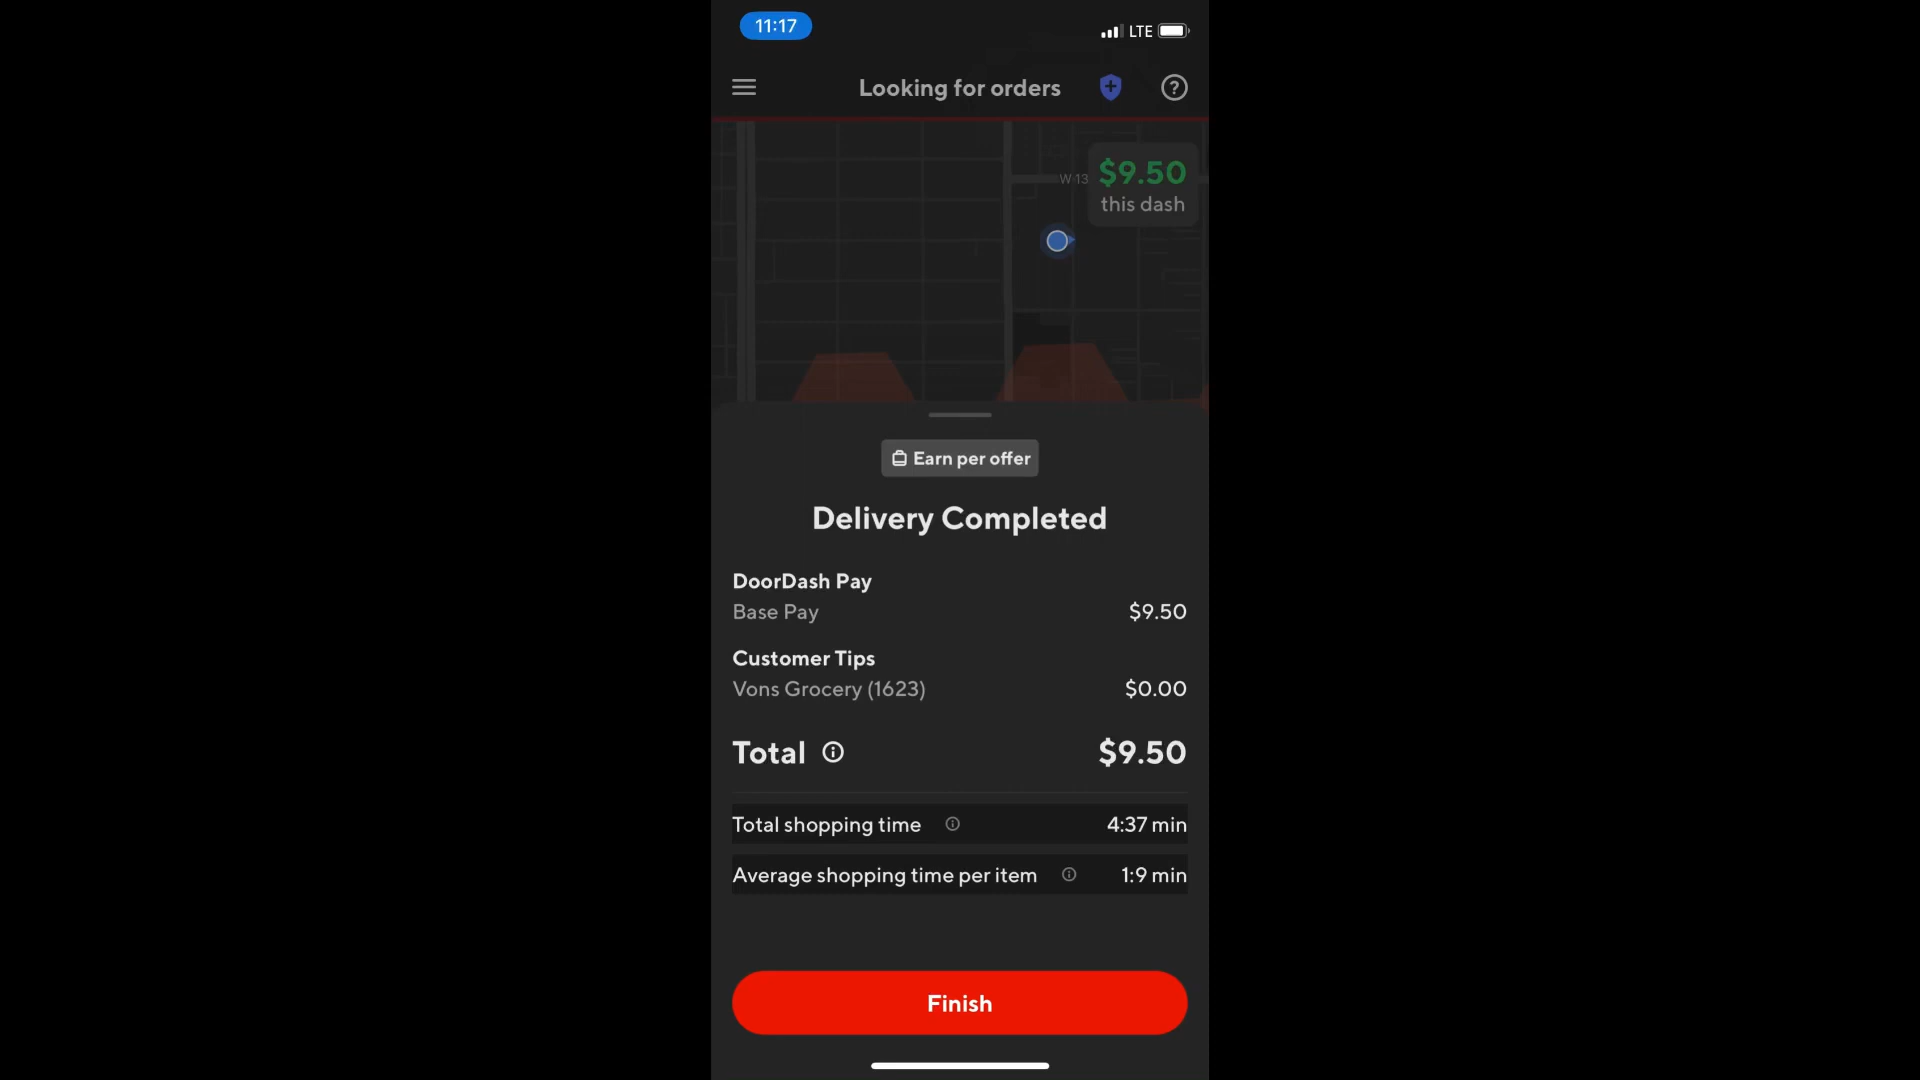 11:17
LTE
Looking for orders
W 13
$9.50
this dash
Earn per offer
Delivery Completed
DoorDash Pay
Base Pay $9.50
Customer Tips
Vons Grocery (1623) $0.00
Total $9.50
Total shopping time 4:37 min
Average shopping time per item 1:9 min
Finish